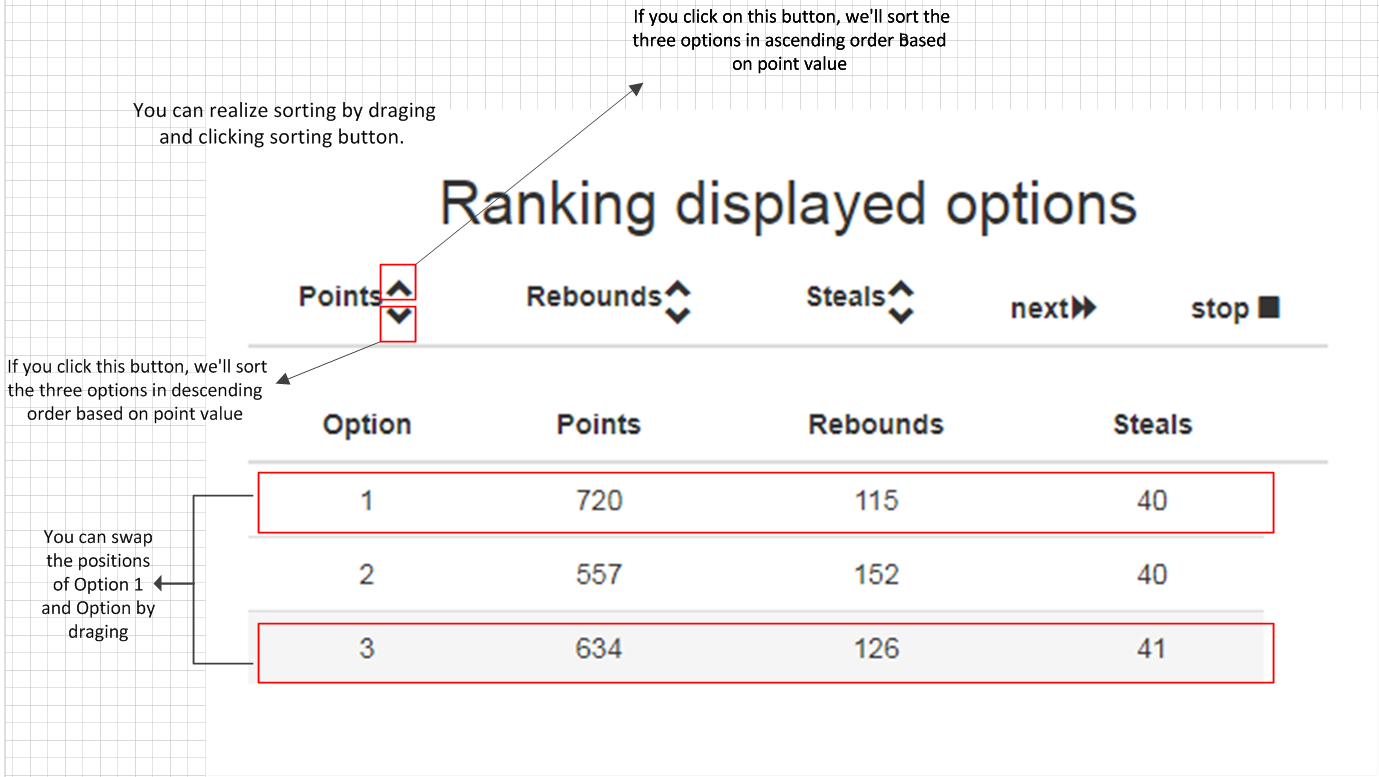 If you click on this button, we'll sort the
three options in ascending order Based
on point value
You can realize sorting by draging
and clicking sorting button.
Ranking displayed options
Points Rebounds Steals next stop
If you click this button, we'll sort
the three options in descending
order based on point value
Option Points Rebounds Steals
1 720 115 40
2 557 152 40
3 634 126 41
You can swap
the positions
of Option 1
and Option by
draging